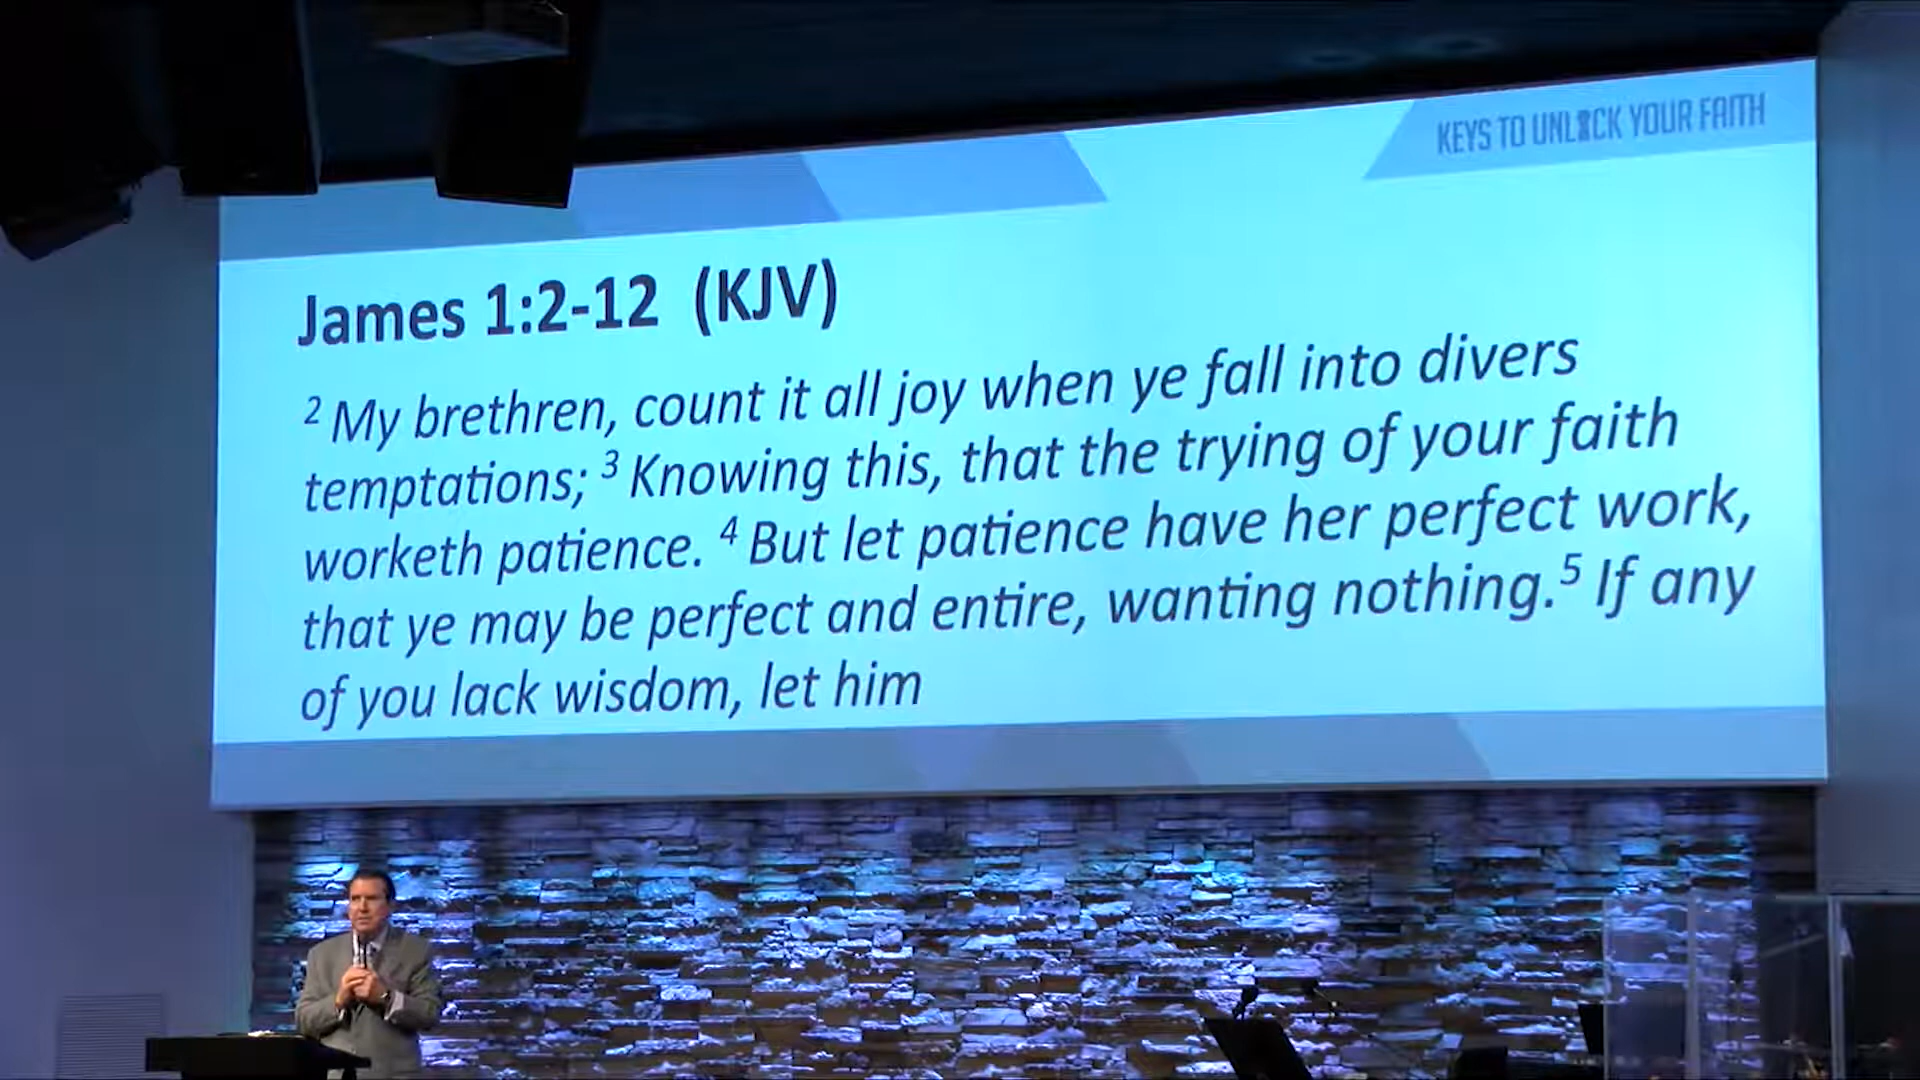 KEYS TO UNLOCK YOUR FAITH
James 1:2-12 (KJV)
2 My brethren, count it all joy when ye fall into divers
temptations; 3 Knowing this, that the trying of your faith
worketh patience. 4 But let patience have her perfect work,
that ye may be perfect and entire, wanting nothing.5 If any
of you lack wisdom, let him